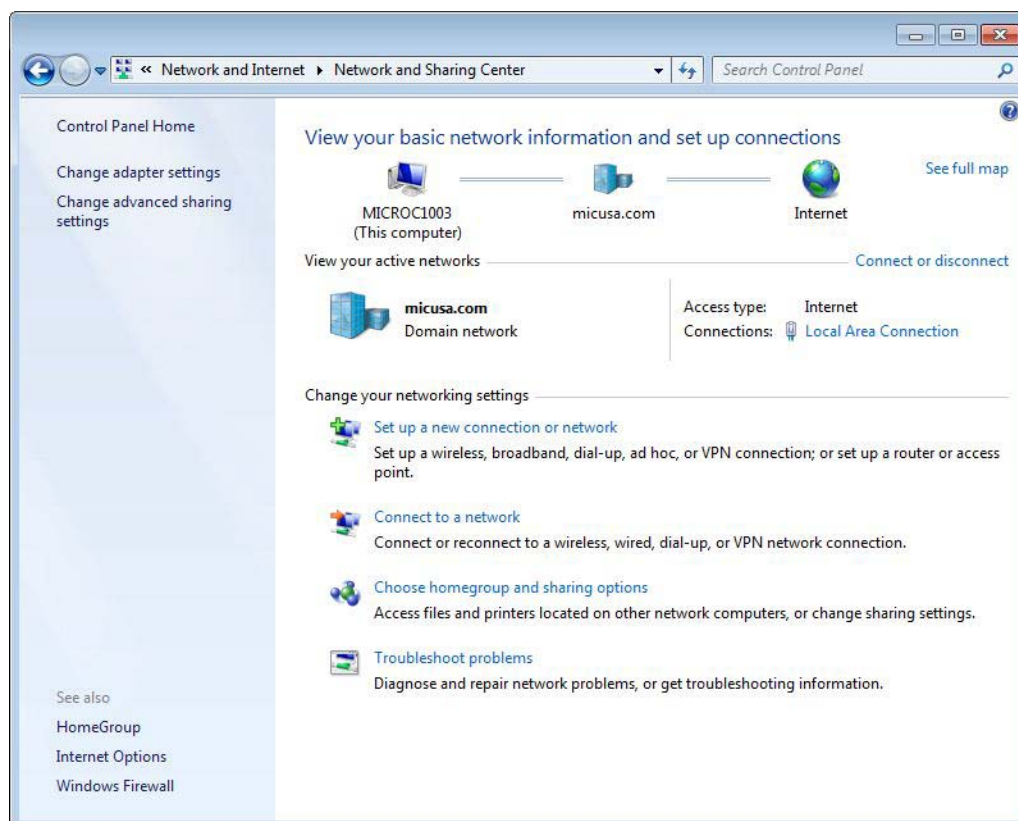 « Network and Internet ▸ Network and Sharing Center
Search Control Panel
Control Panel Home
Change adapter settings
Change advanced sharing
settings
See also
HomeGroup
Internet Options
Windows Firewall
View your basic network information and set up connections
See full map
MICROC1003
(This computer)
micusa.com
Internet
View your active networks
Connect or disconnect
micusa.com
Domain network
Access type: Internet
Connections: Local Area Connection
Change your networking settings
Set up a new connection or network
Set up a wireless, broadband, dial-up, ad hoc, or VPN connection; or set up a router or access
point.
Connect to a network
Connect or reconnect to a wireless, wired, dial-up, or VPN network connection.
Choose homegroup and sharing options
Access files and printers located on other network computers, or change sharing settings.
Troubleshoot problems
Diagnose and repair network problems, or get troubleshooting information.